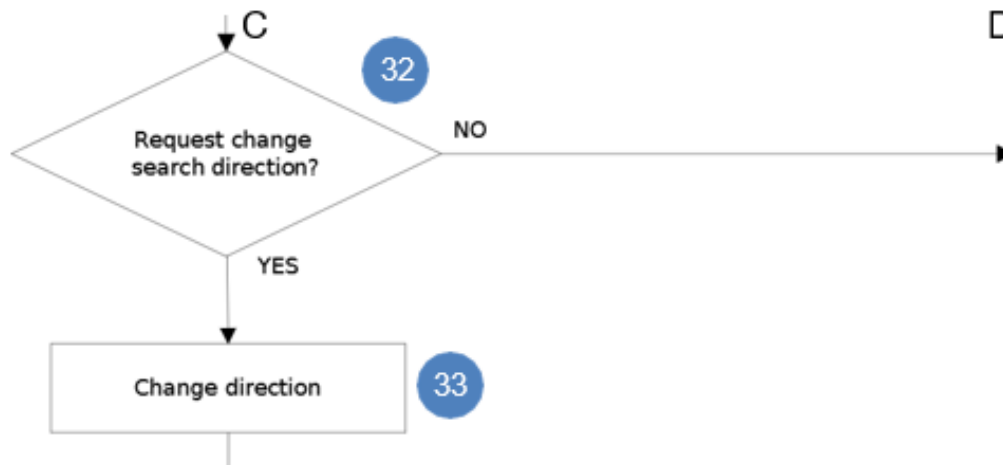 C
D
32
Request change
search direction?
NO
YES
Change direction
33